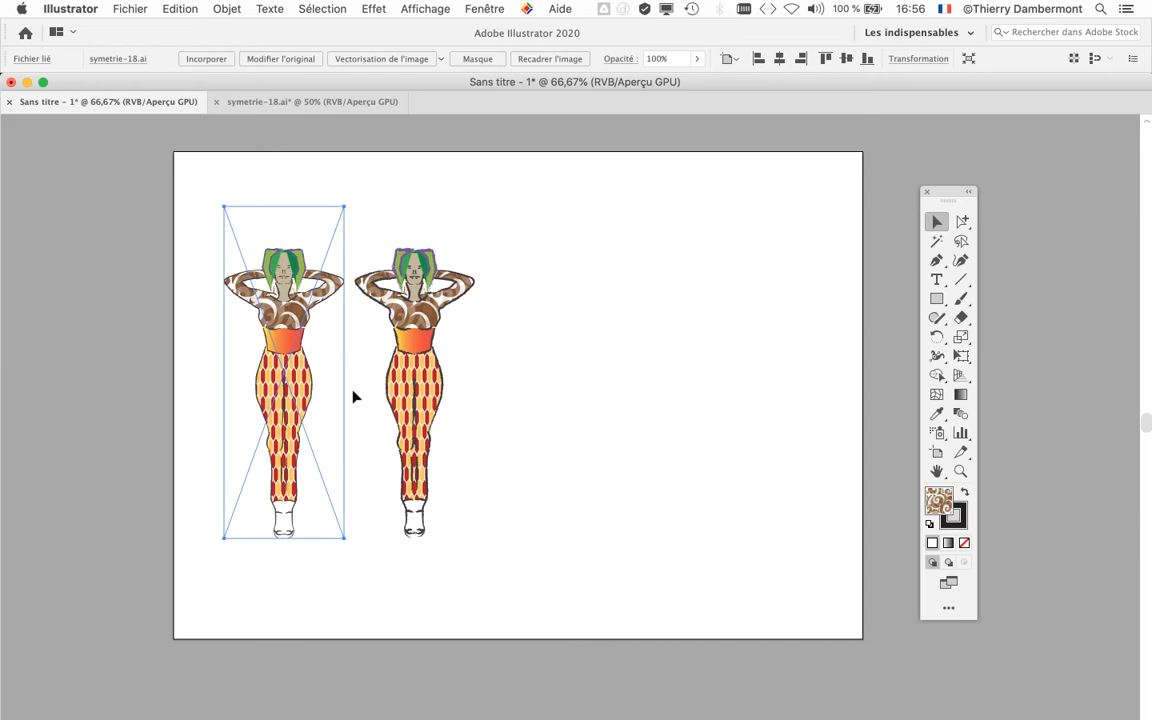 Illustrator Fichier Edition Objet Texte Sélection Effet Affichage Fenêtre Aide 100 % 16:56 ©Thierry Dambermont
Adobe Illustrator 2020 Les indispensables Rechercher dans Adobe Stock
Fichier lié symetrie-18.ai Incorporer Modifier l'original Vectorisation de l'image Masque Recadrer l'image Opacité : 100% Transformation
Sans titre - 1* @ 66,67% (RVB/Aperçu GPU)
Sans titre - 1* @ 66,67% (RVB/Aperçu GPU) symetrie-18.ai* @ 50% (RVB/Aperçu GPU)